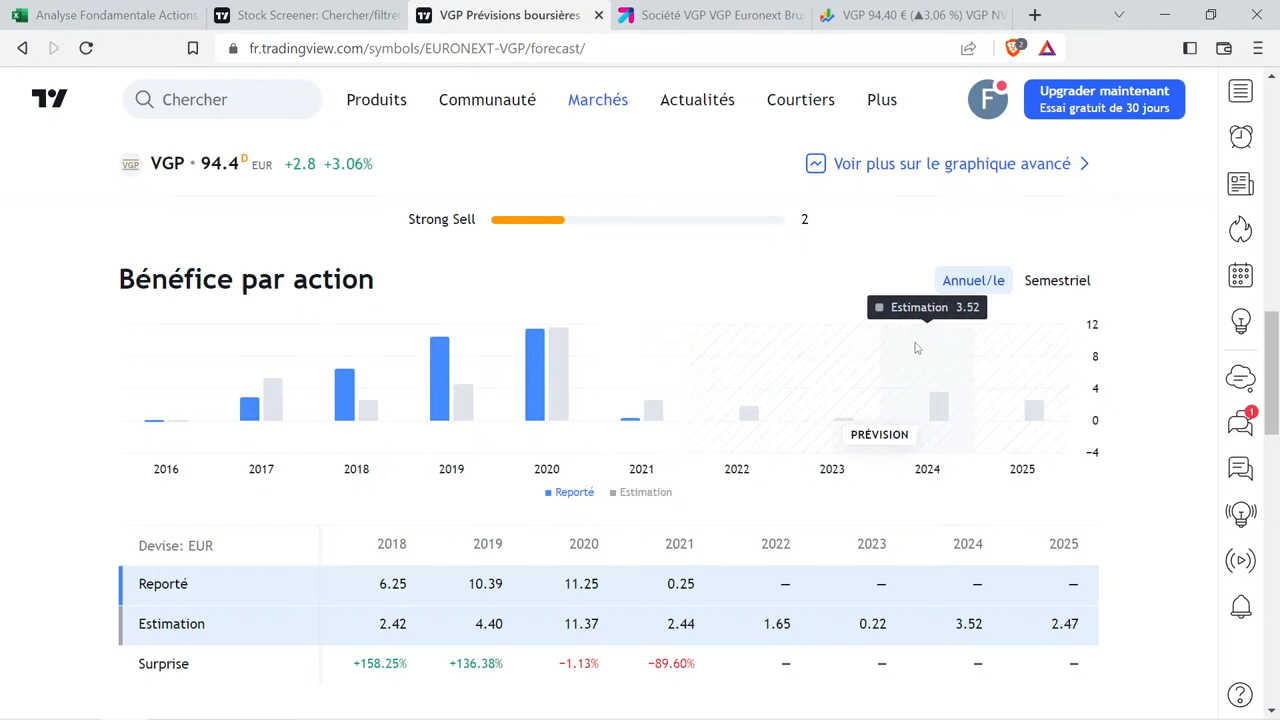 Analyse Fondamentale Actions
Stock Screener: Chercher/filtrer
VGP Prévisions boursières
Société VGP VGP Euronext Bru
VGP 94,40 € (▲3,06 %) VGP NV
fr.tradingview.com/symbols/EURONEXT-VGP/forecast/
2
Chercher
Produits
Communauté
Marchés
Actualités
Courtiers
Plus
F
Upgrader maintenant
Essai gratuit de 30 jours
VGP
VGP • 94.4 D EUR +2.8 +3.06%
Voir plus sur le graphique avancé
Strong Sell 2
Bénéfice par action
Annuel/le Semestriel
Estimation 3.52
12
8
4
0
−4
PRÉVISION
2016 2017 2018 2019 2020 2021 2022 2023 2024 2025
Reporté Estimation
Devise: EUR 2018 2019 2020 2021 2022 2023 2024 2025
Reporté 6.25 10.39 11.25 0.25 — — — —
Estimation 2.42 4.40 11.37 2.44 1.65 0.22 3.52 2.47
Surprise +158.25% +136.38% −1.13% −89.60% — — — —
1